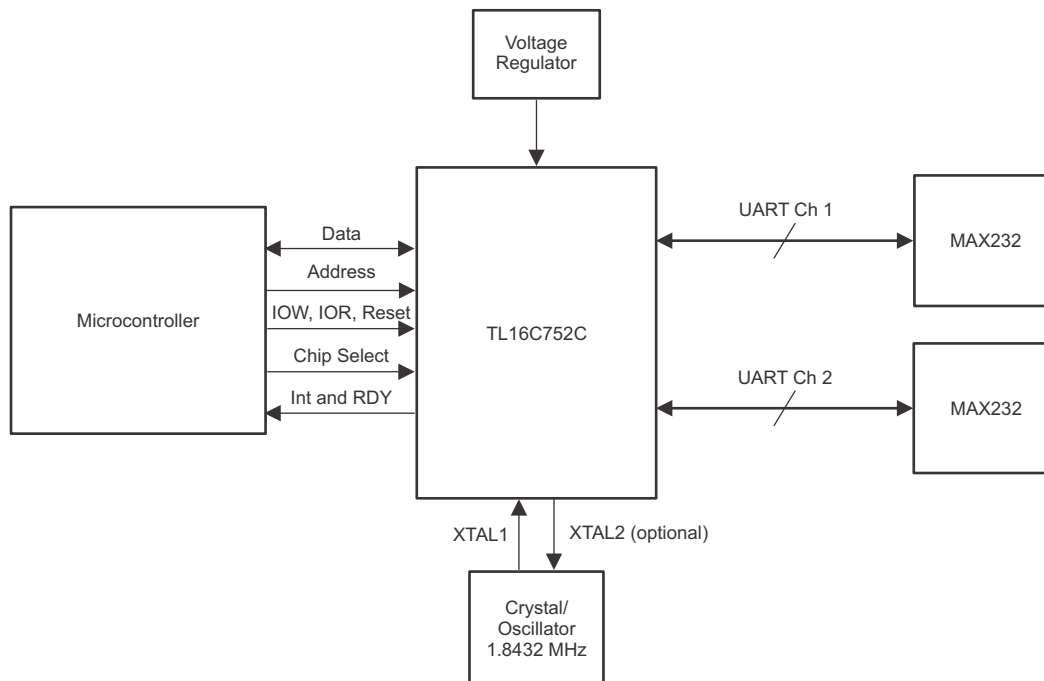 Voltage
Regulator
UART Ch 1
MAX232
Data
Address
Microcontroller
IOW, IOR, Reset
TL16C752C
Chip Select
Int and RDY
UART Ch 2
MAX232
XTAL1
XTAL2 (optional)
Crystal/
Oscillator
1.8432 MHz